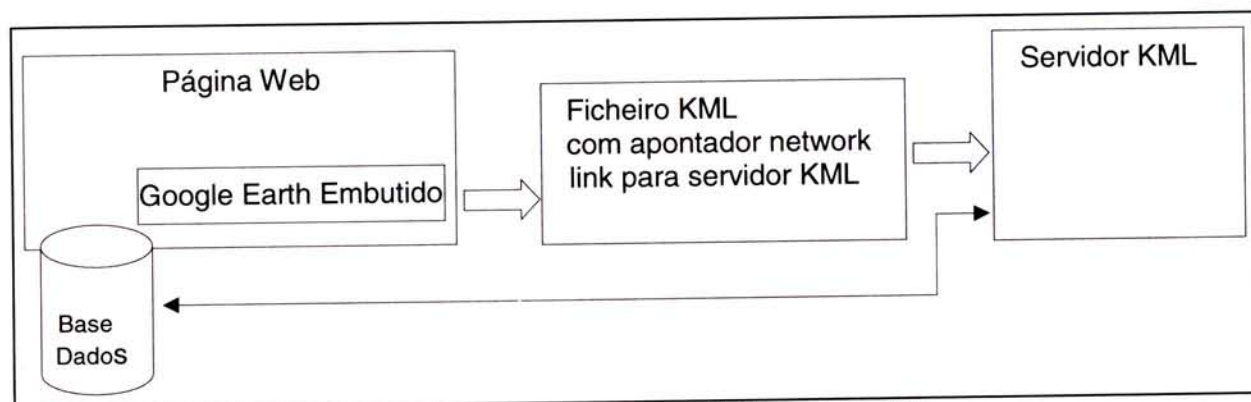 Página Web
Google Earth Embutido
Base
Dados
Ficheiro KML
com apontador network
link para servidor KML
Servidor KML